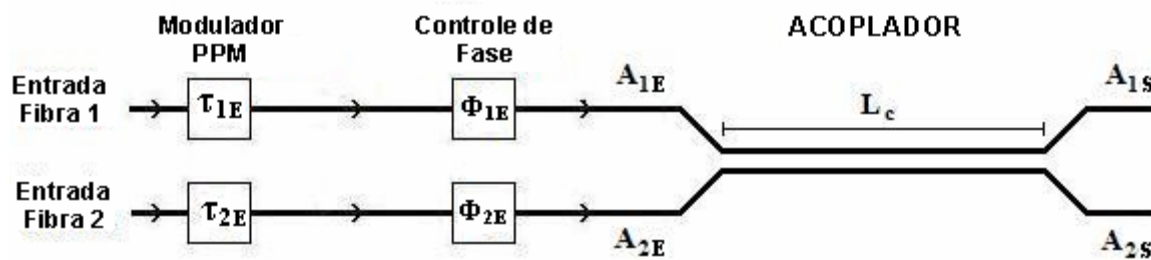 Modulador
PPM
Controle de
Fase
ACOPLADOR
Entrada
Fibra 1
τ1E
Φ1E
A1E
Lc
A1S
Entrada
Fibra 2
τ2E
Φ2E
A2E
A2S